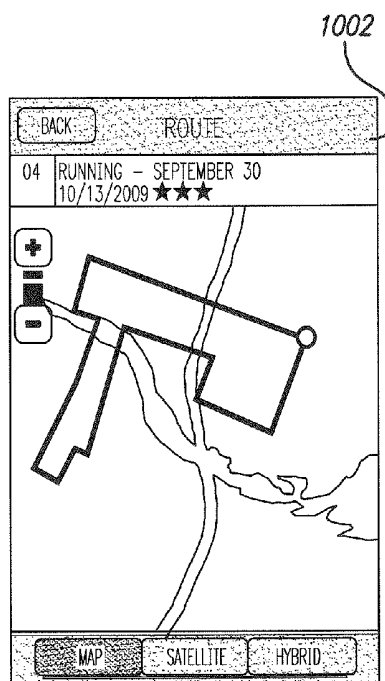 1002
BACK ROUTE
04 RUNNING – SEPTEMBER 30
10/13/2009 ★★★
+
−
MAP SATELLITE HYBRID